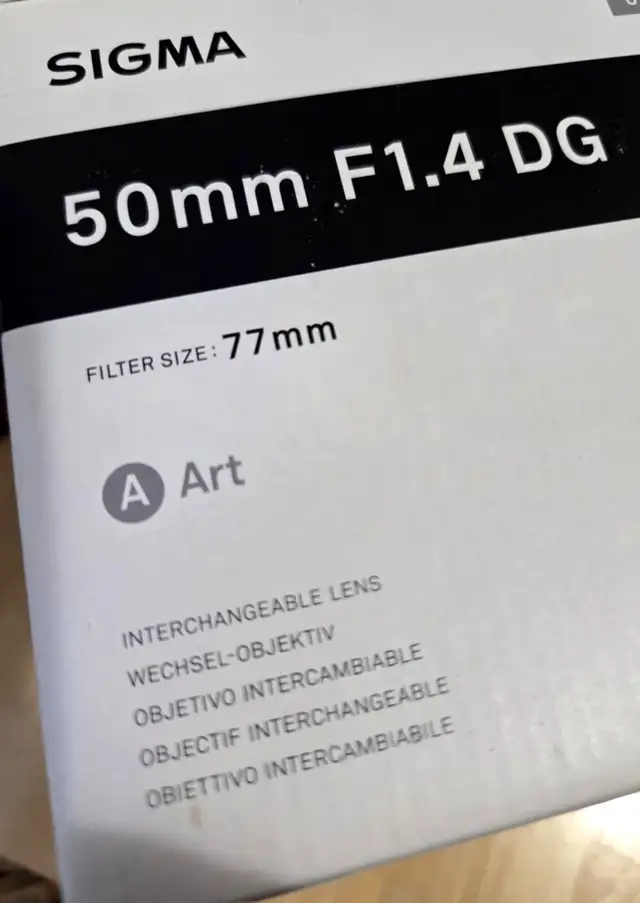 SIGMA
50mm F1.4 DG
FILTER SIZE: 77mm
A Art
INTERCHANGEABLE LENS
WECHSEL-OBJEKTIV
OBJETIVO INTERCAMBIABLE
OBJECTIF INTERCHANGEABLE
OBIETTIVO INTERCAMBIABILE